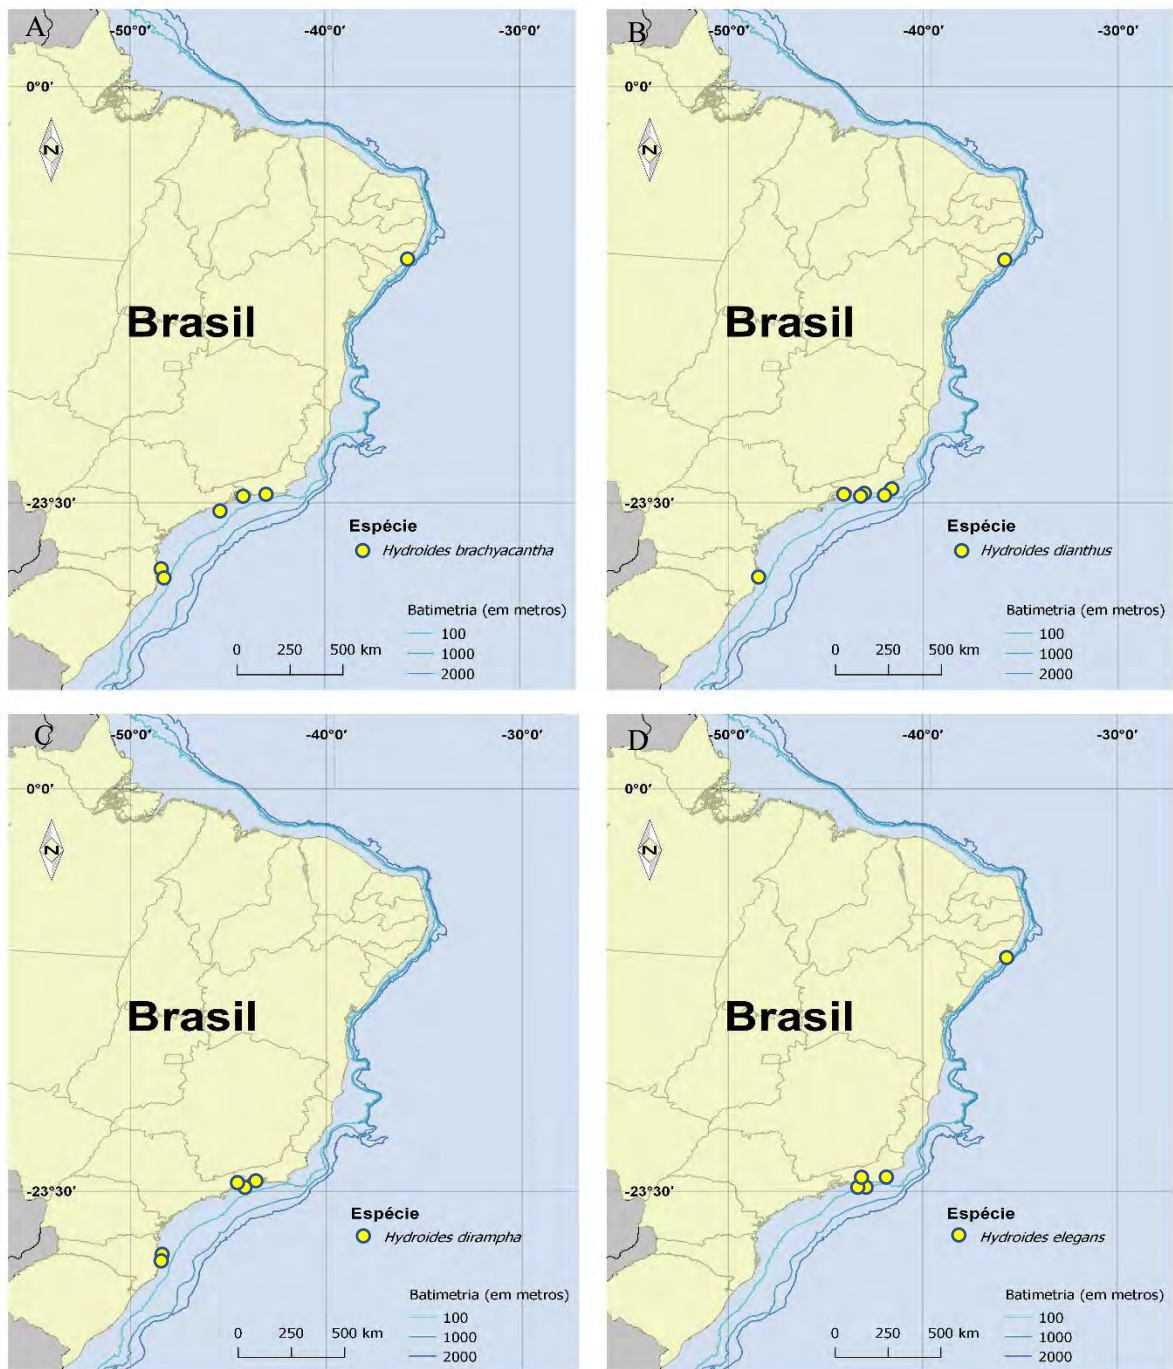 A
-50°0'
-40°0'
-30°0'
0°0'
N
Brasil
-23°30'
Espécie
Hydroides brachyacantha
Batimetria (em metros)
100
1000
2000
0 250 500 km
B
-50°0'
-40°0'
-30°0'
0°0'
N
Brasil
-23°30'
Espécie
Hydroides dianthus
Batimetria (em metros)
100
1000
2000
0 250 500 km
C
-50°0'
-40°0'
-30°0'
0°0'
N
Brasil
-23°30'
Espécie
Hydroides dirampha
Batimetria (em metros)
100
1000
2000
0 250 500 km
D
-50°0'
-40°0'
-30°0'
0°0'
N
Brasil
-23°30'
Espécie
Hydroides elegans
Batimetria (em metros)
100
1000
2000
0 250 500 km